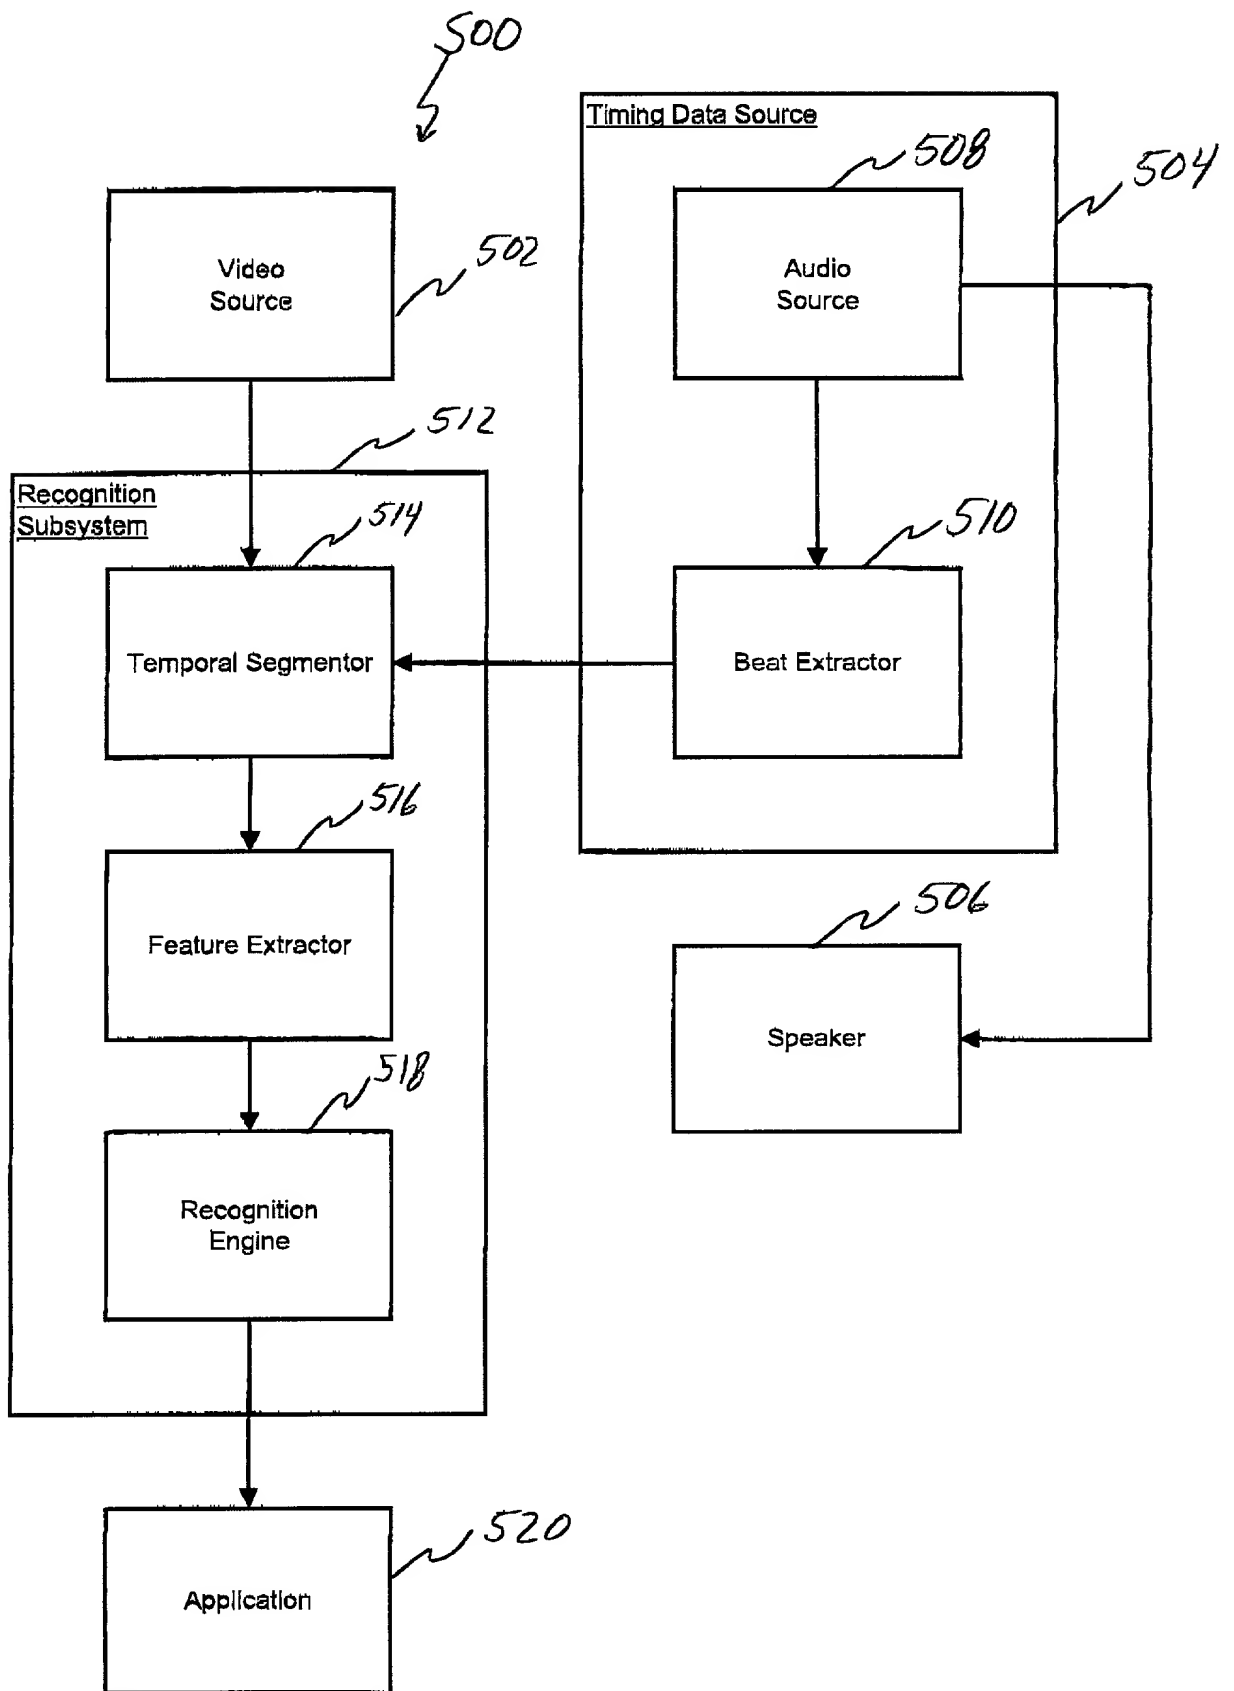 500
Timing Data Source
508
504
Video
Source
502
Audio
Source
512
Recognition
Subsystem
514
510
Temporal Segmentor
Beat Extractor
516
Feature Extractor
506
Speaker
518
Recognition
Engine
520
Application